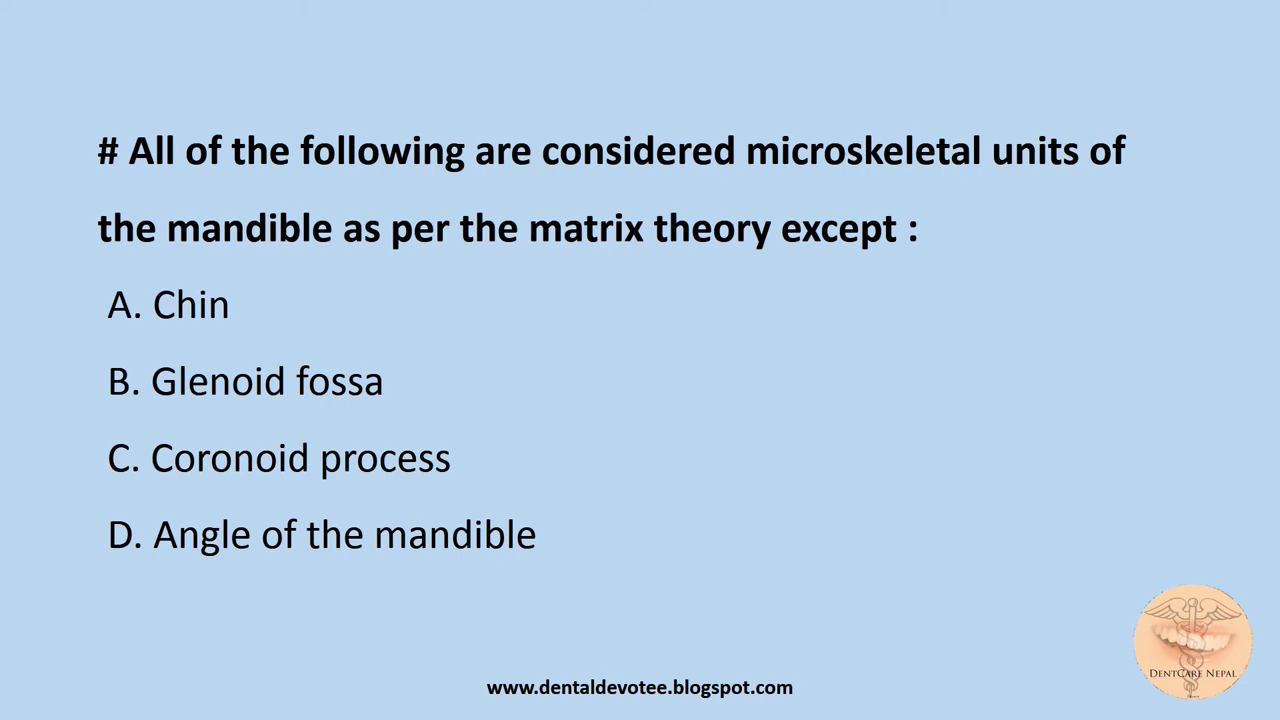 # All of the following are considered microskeletal units of
the mandible as per the matrix theory except :
A. Chin
B. Glenoid fossa
C. Coronoid process
D. Angle of the mandible
DENTCARE NEPAL
www.dentaldevotee.blogspot.com